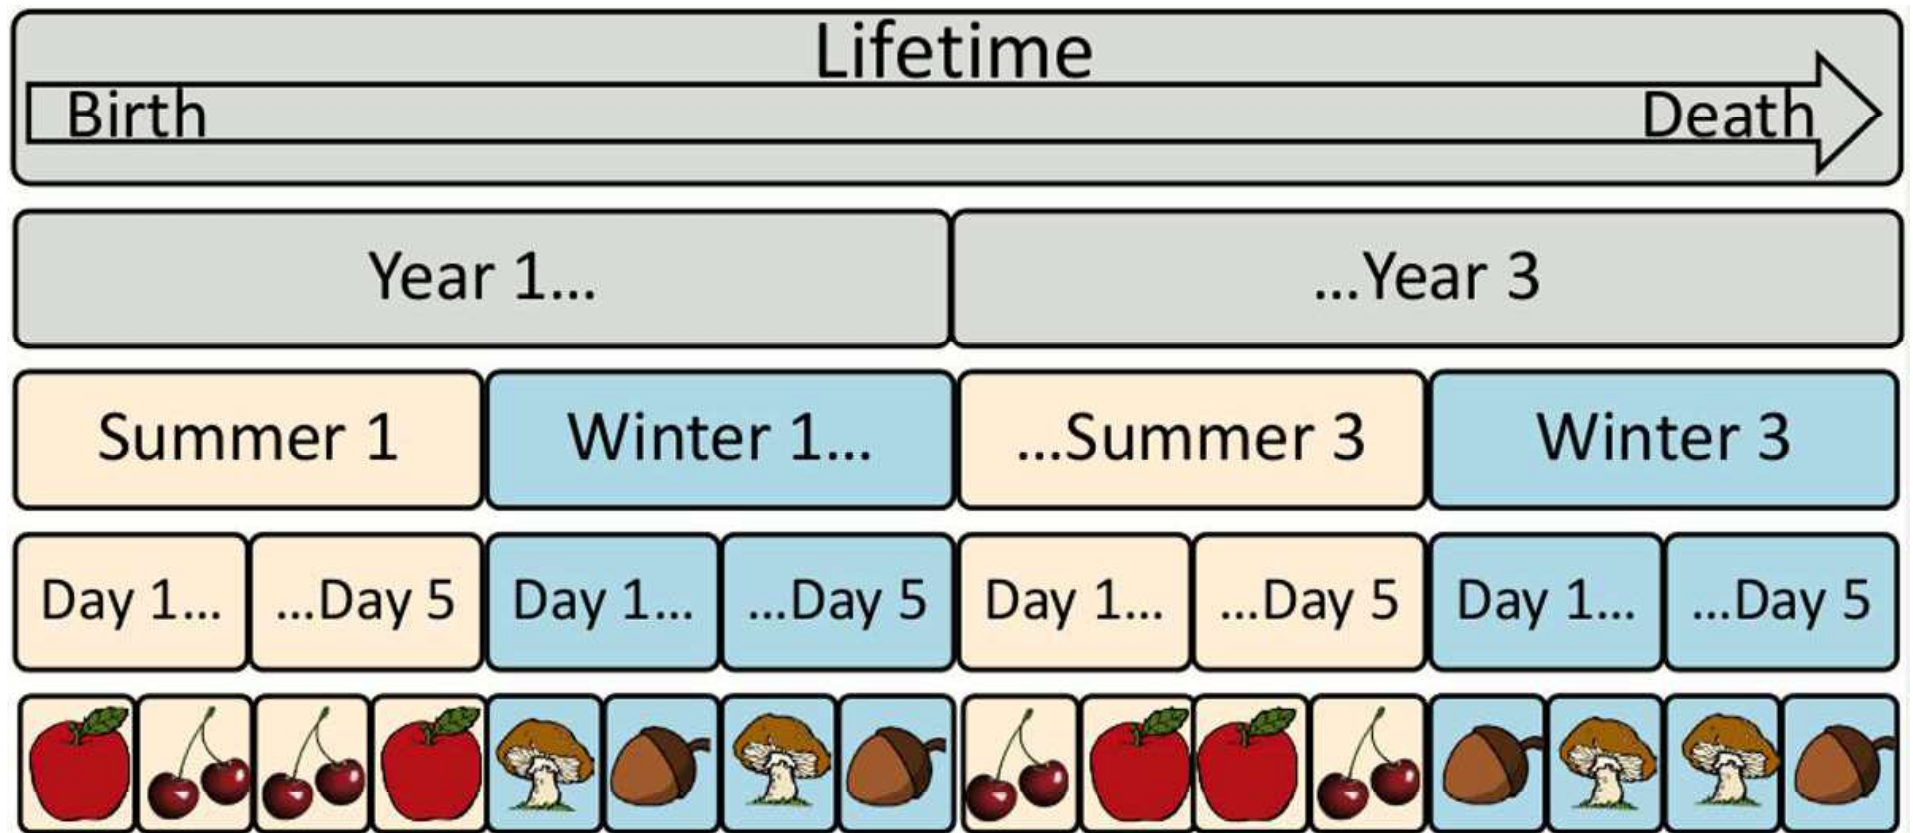 Lifetime
Birth Death
Year 1... ...Year 3
Summer 1 Winter 1... ...Summer 3 Winter 3
Day 1... ...Day 5 Day 1... ...Day 5 Day 1... ...Day 5 Day 1... ...Day 5